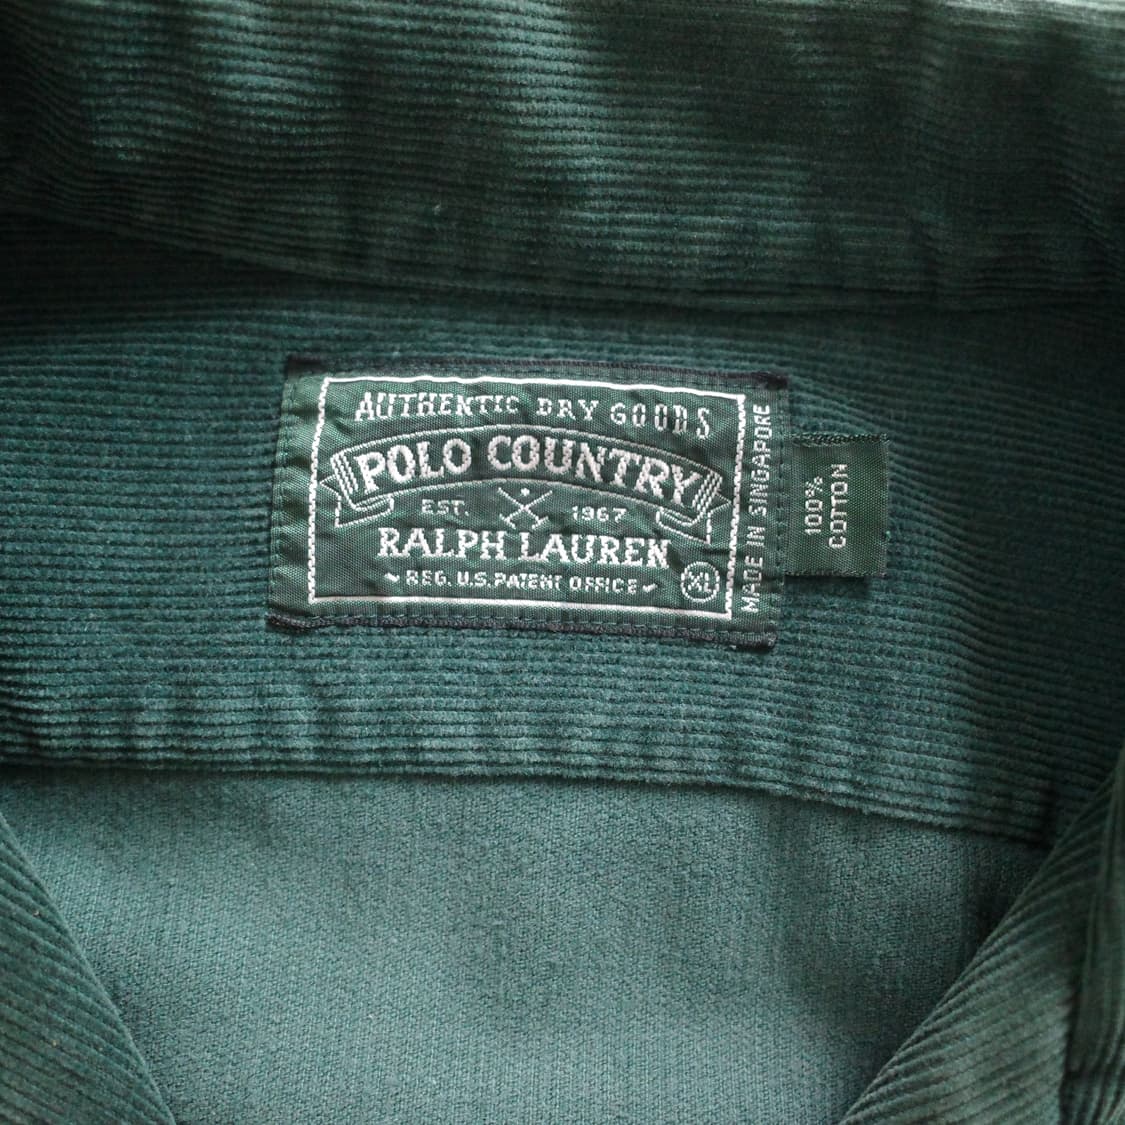 AUTHENTIC DRY GOODS
POLO COUNTRY
EST. 1967
RALPH LAUREN
REG. U.S. PATENT OFFICE
XL
MADE IN SINGAPORE
100%
COTTON